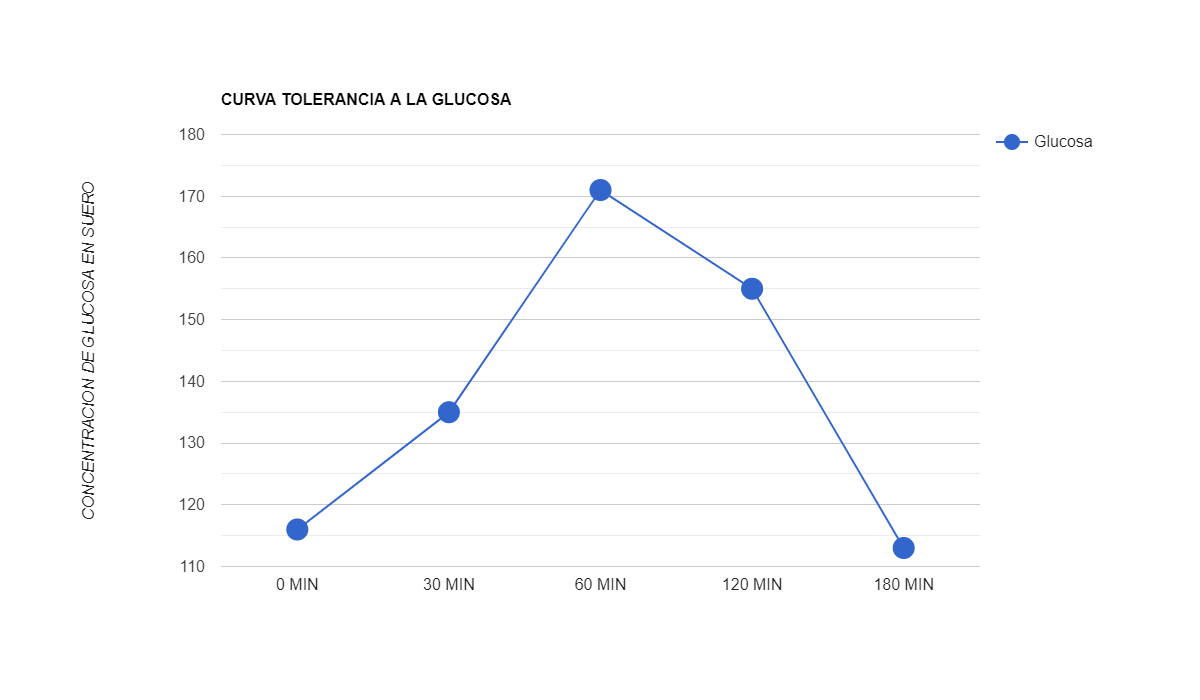 CURVA TOLERANCIA A LA GLUCOSA
Glucosa
CONCENTRACION DE GLUCOSA EN SUERO
180
170
160
150
140
130
120
110
0 MIN
30 MIN
60 MIN
120 MIN
180 MIN